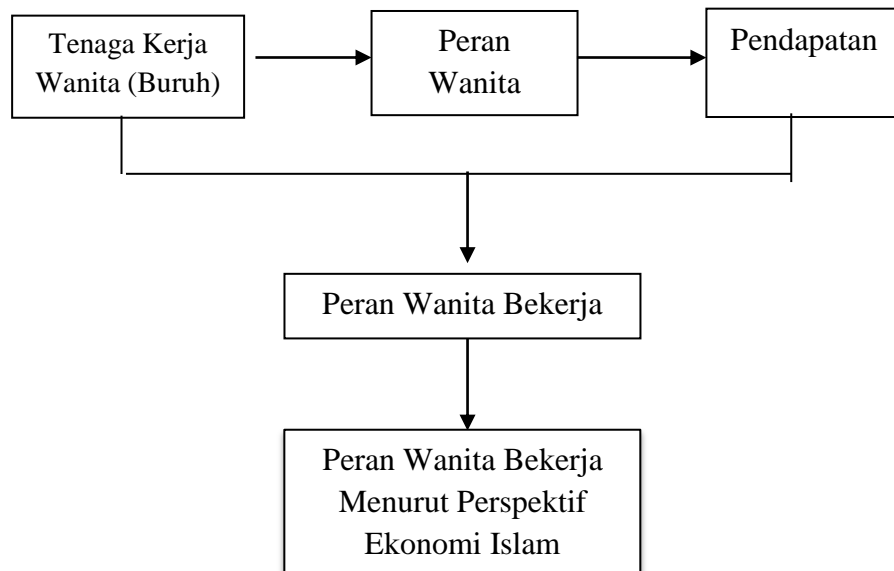 Tenaga Kerja
Wanita (Buruh)
Peran
Wanita
Pendapatan
Peran Wanita Bekerja
Peran Wanita Bekerja
Menurut Perspektif
Ekonomi Islam